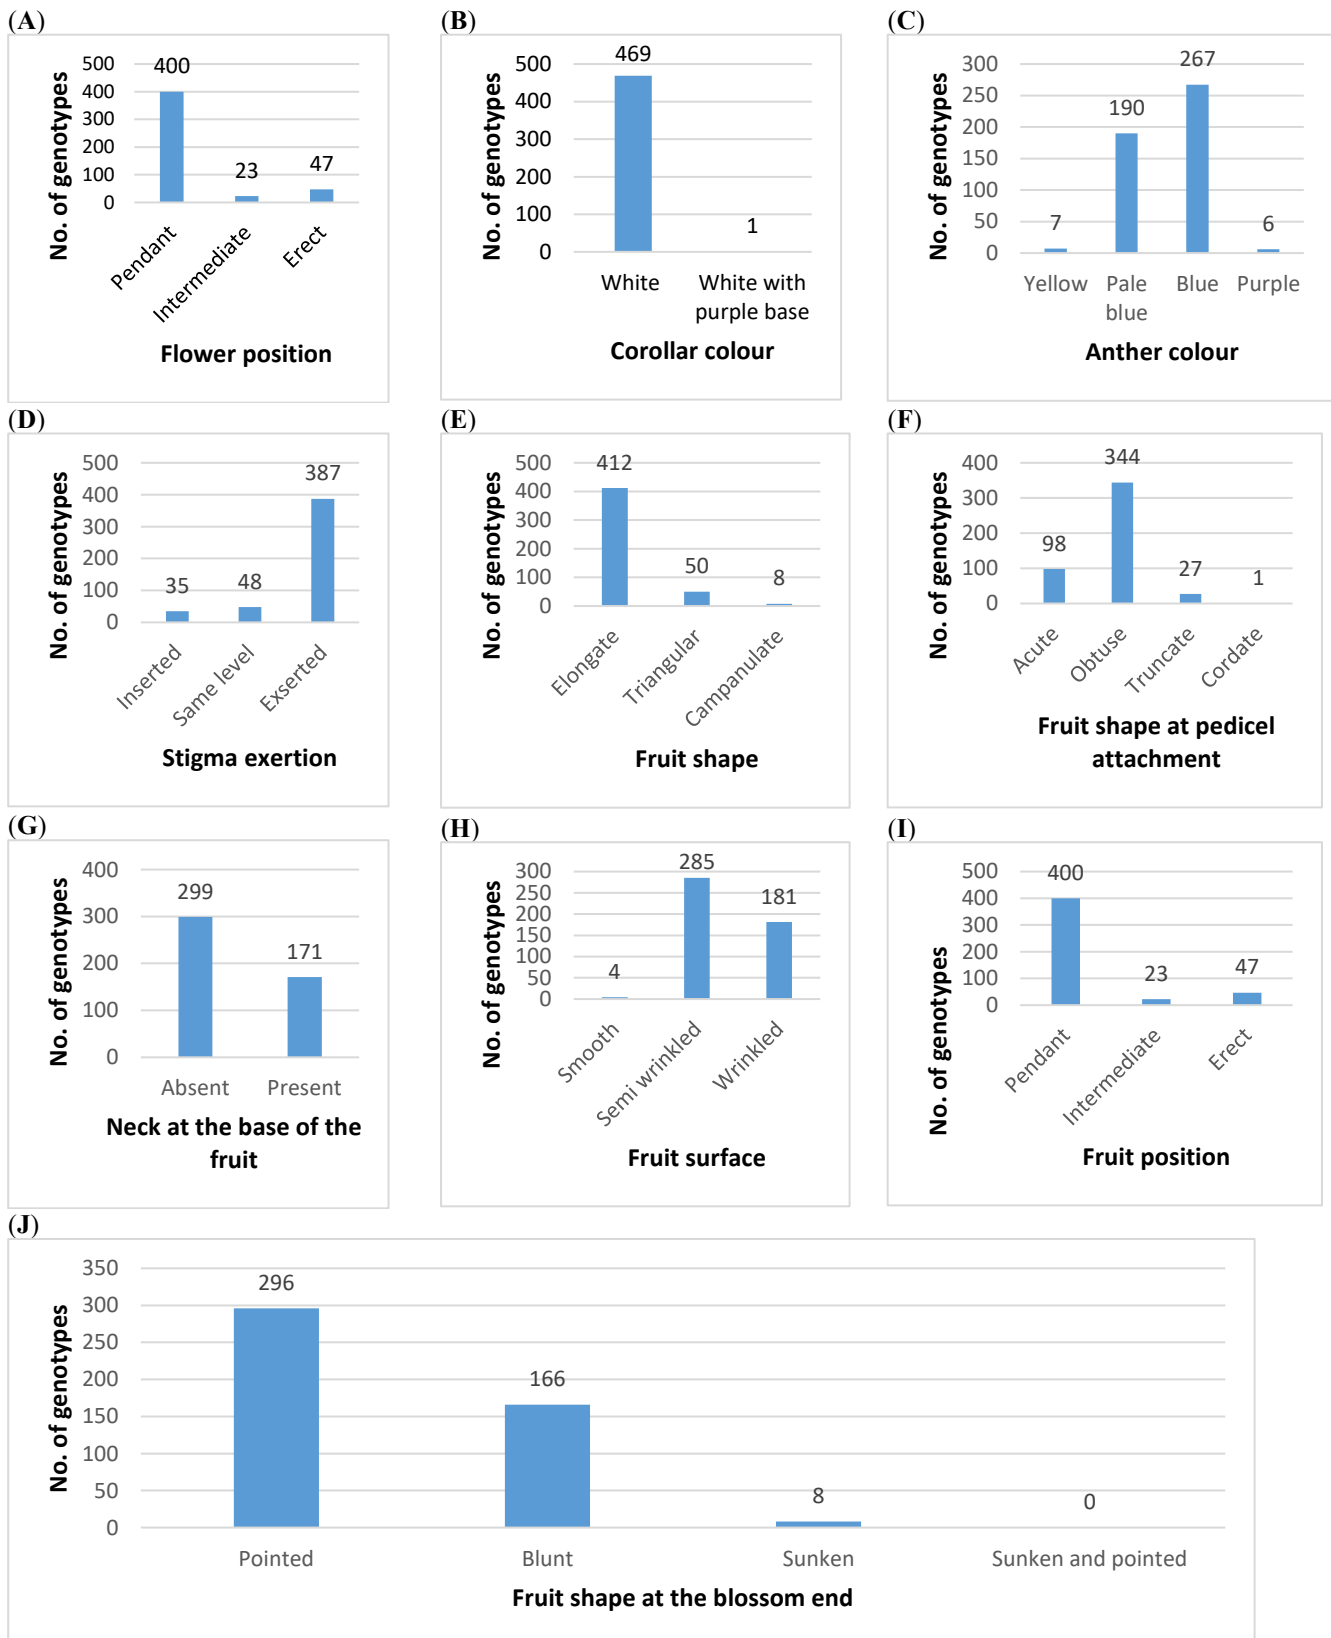 (A)
No. of genotypes
500
400
300
200
100
0
400
23
47
Pendant
Intermediate
Erect
Flower position
(B)
No. of genotypes
500
400
300
200
100
0
469
1
White
White with
purple base
Corollar colour
(C)
No. of genotypes
300
250
200
150
100
50
0
7
190
267
6
Yellow
Pale
blue
Blue
Purple
Anther colour
(D)
No. of genotypes
500
400
300
200
100
0
35
48
387
Inserted
Same level
Exserted
Stigma exertion
(E)
No. of genotypes
500
400
300
200
100
0
412
50
8
Elongate
Triangular
Campanulate
Fruit shape
(F)
No. of genotypes
400
300
200
100
0
98
344
27
1
Acute
Obtuse
Truncate
Cordate
Fruit shape at pedicel
attachment
(G)
No. of genotypes
400
300
200
100
0
299
171
Absent
Present
Neck at the base of the
fruit
(H)
No. of genotypes
300
250
200
150
100
50
0
4
285
181
Smooth
Semi wrinkled
Wrinkled
Fruit surface
(I)
No. of genotypes
500
400
300
200
100
0
400
23
47
Pendant
Intermediate
Erect
Fruit position
(J)
No. of genotypes
350
300
250
200
150
100
50
0
296
166
8
0
Pointed
Blunt
Sunken
Sunken and pointed
Fruit shape at the blossom end